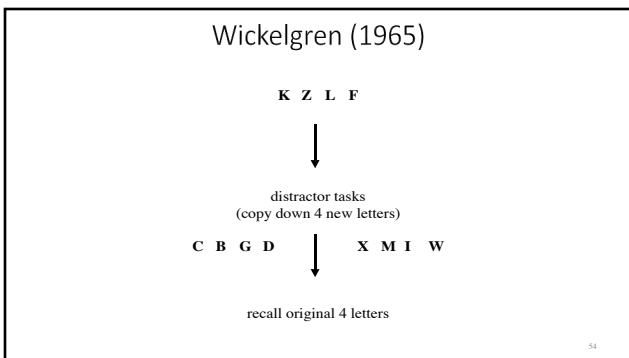 Wickelgren (1965)
K Z L F
distractor tasks
(copy down 4 new letters)
C B G D X M I W
recall original 4 letters
54